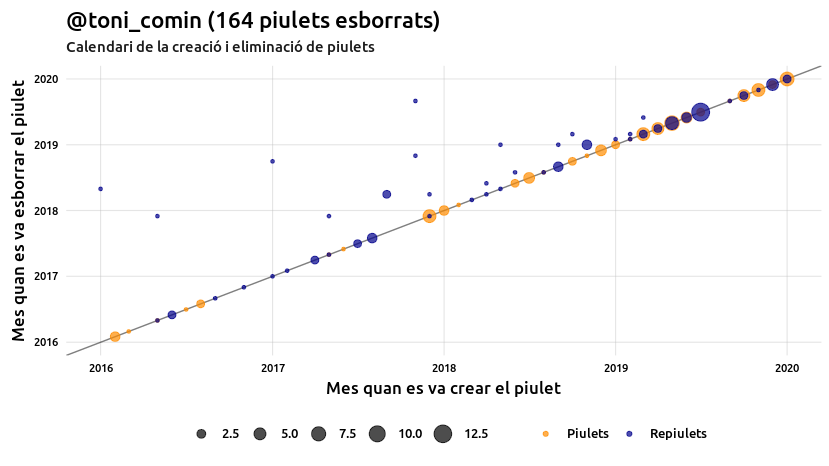 @toni_comin (164 piulets esborrats)
Calendari de la creació i eliminació de piulets
Mes quan es va esborrar el piulet
2020
2019
2018
2017
2016
2016 2017 2018 2019 2020
Mes quan es va crear el piulet
2.5 5.0 7.5 10.0 12.5 Piulets Repiulets